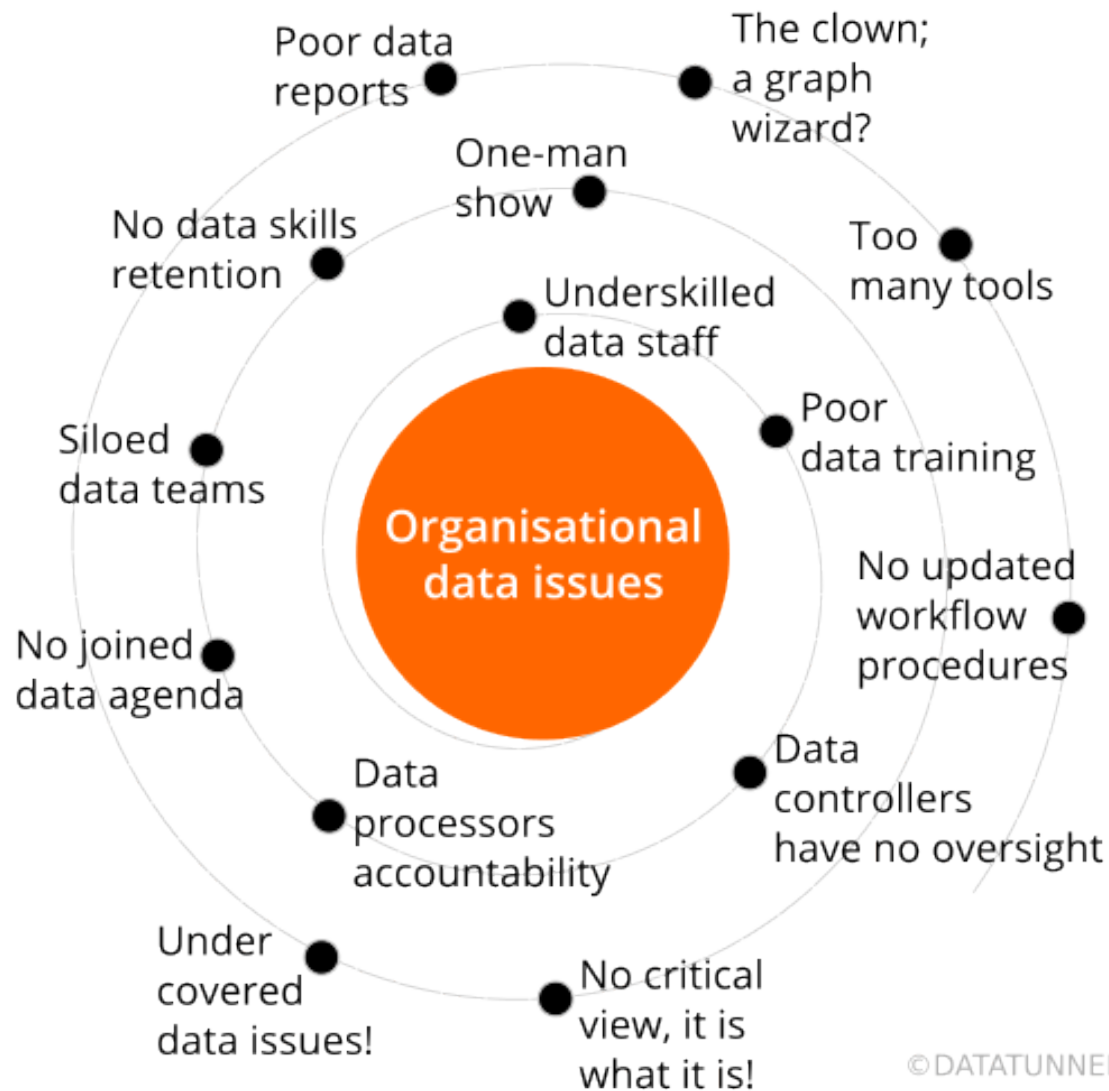 Poor data
reports
The clown;
a graph
wizard?
One-man
show
No data skills
retention
Too
many tools
Underskilled
data staff
Poor
data training
Siloed
data teams
Organisational
data issues
No updated
workflow
procedures
No joined
data agenda
Data
processors
accountability
Data
controllers
have no oversight
Under
covered
data issues!
No critical
view, it is
what it is!
©DATATUNNEL